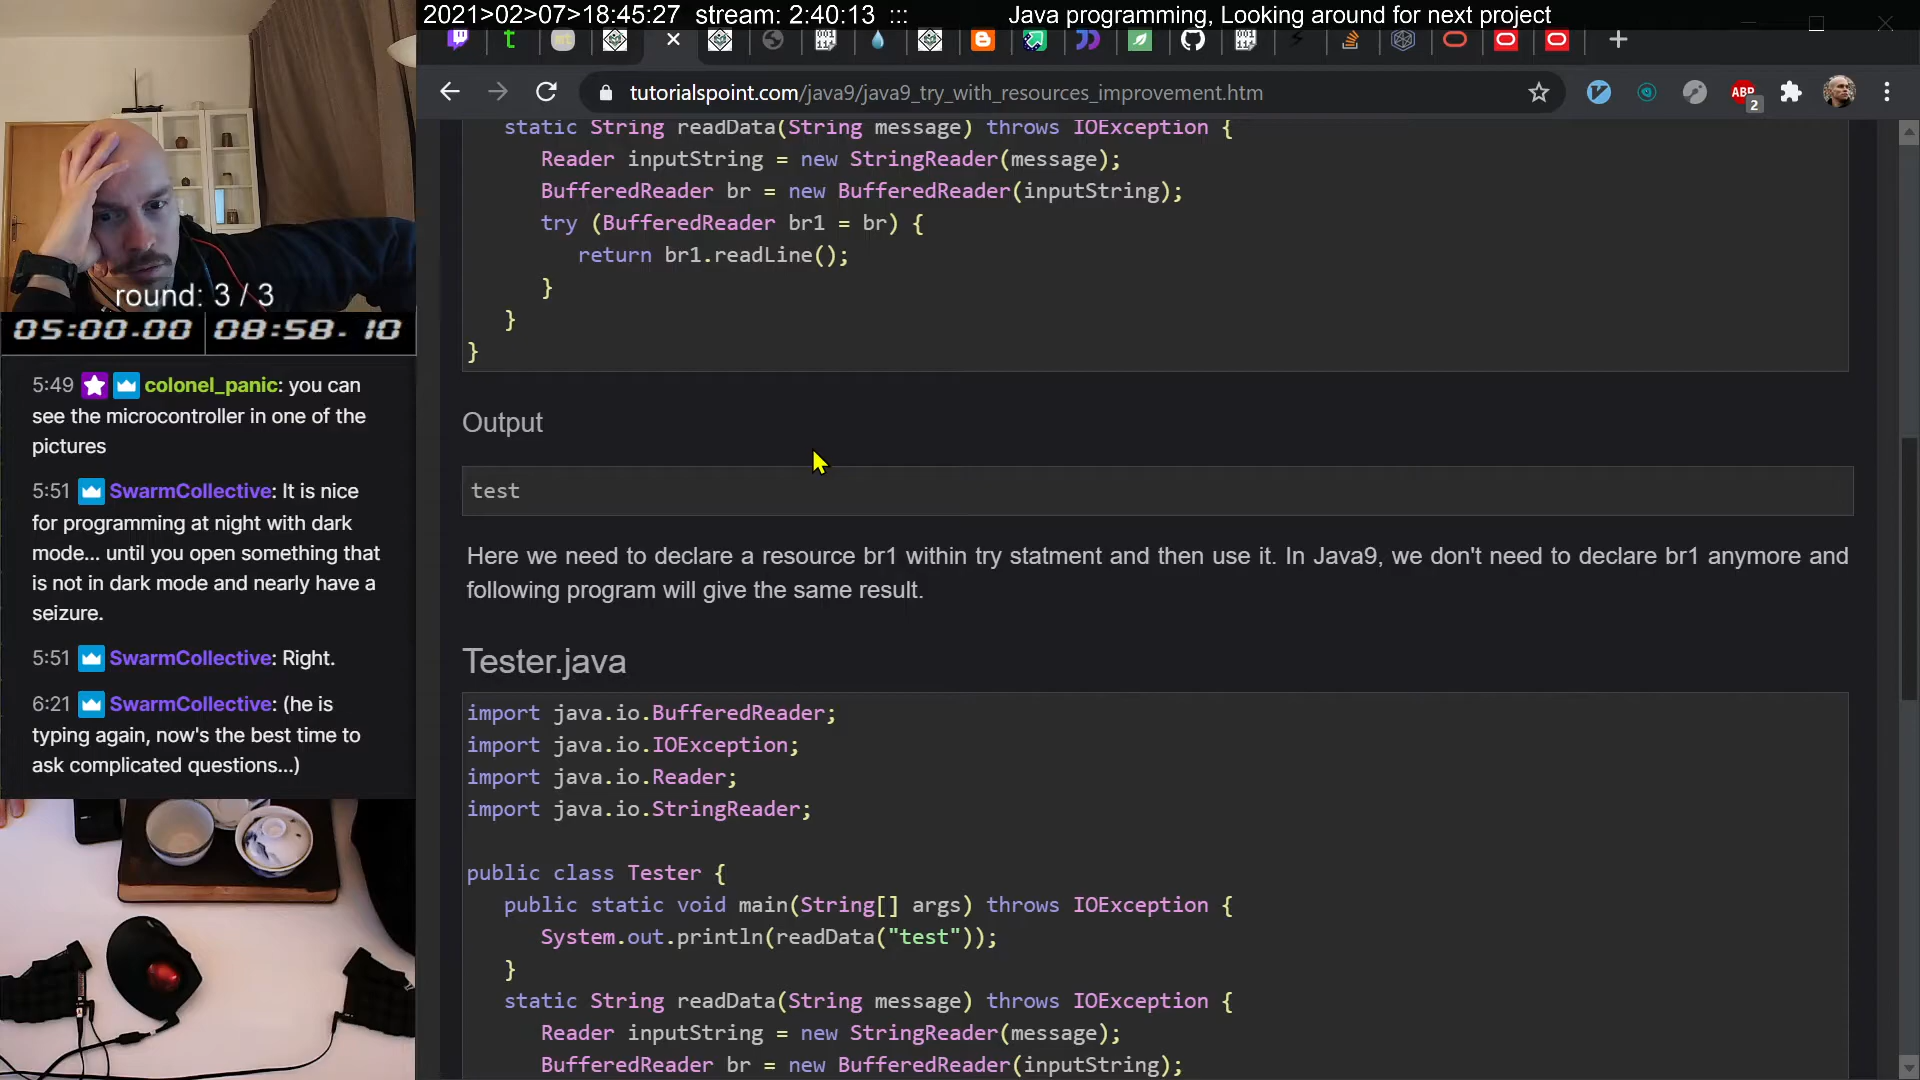 2021>02>07>18:45:27 stream: 2:40:13 ::: Java programming, Looking around for next project
tutorialspoint.com/java9/java9_try_with_resources_improvement.htm
ABP
2
static String readData(String message) throws IOException {
Reader inputString = new StringReader(message);
BufferedReader br = new BufferedReader(inputString);
try (BufferedReader br1 = br) {
return br1.readLine();
}
}
}
Output
test
Here we need to declare a resource br1 within try statment and then use it. In Java9, we don't need to declare br1 anymore and
following program will give the same result.
Tester.java
import java.io.BufferedReader;
import java.io.IOException;
import java.io.Reader;
import java.io.StringReader;
public class Tester {
public static void main(String[] args) throws IOException {
System.out.println(readData("test"));
}
static String readData(String message) throws IOException {
Reader inputString = new StringReader(message);
BufferedReader br = new BufferedReader(inputString);
round: 3 / 3
05:00.00 08:58.10
5:49 colonel_panic: you can
see the microcontroller in one of the
pictures
5:51 SwarmCollective: It is nice
for programming at night with dark
mode... until you open something that
is not in dark mode and nearly have a
seizure.
5:51 SwarmCollective: Right.
6:21 SwarmCollective: (he is
typing again, now's the best time to
ask complicated questions...)